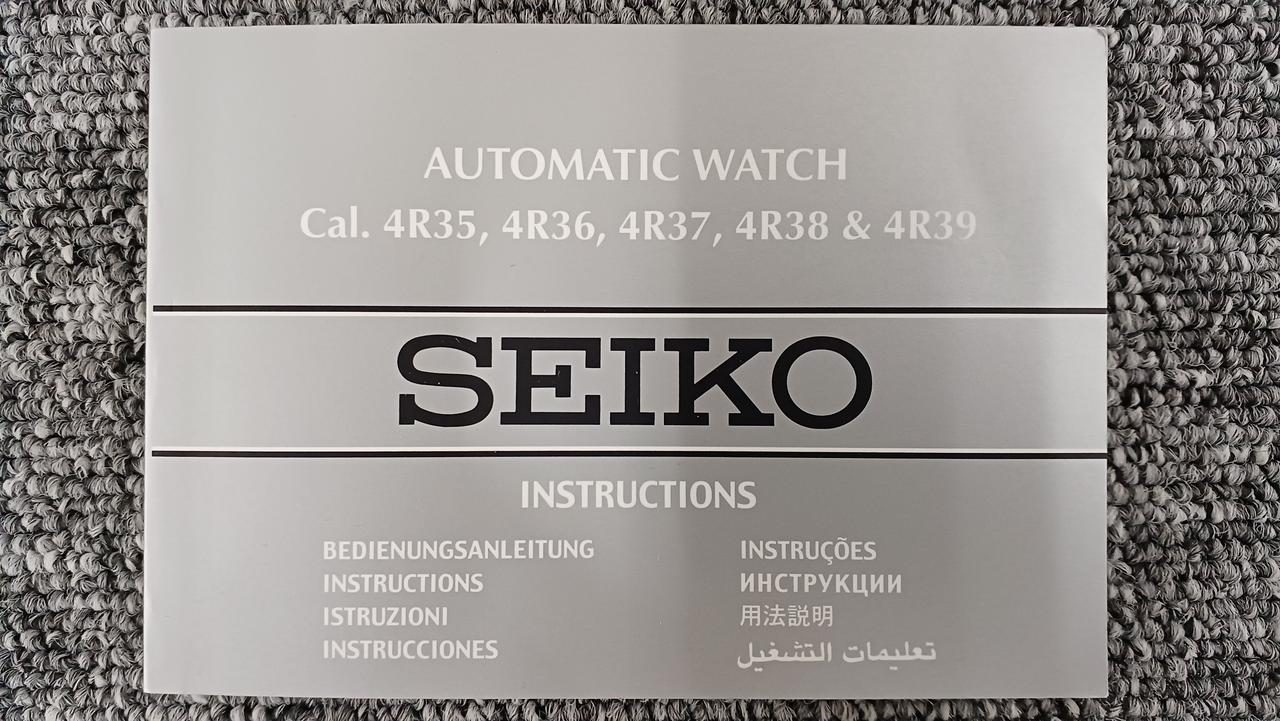 AUTOMATIC WATCH
Cal. 4R35, 4R36, 4R37, 4R38 & 4R39
SEIKO
INSTRUCTIONS
BEDIENUNGSANLEITUNG
INSTRUCTIONS
ISTRUZIONI
INSTRUCCIONES
INSTRUÇÕES
ИНСТРУКЦИИ
用法説明
تعليمات التشغيل